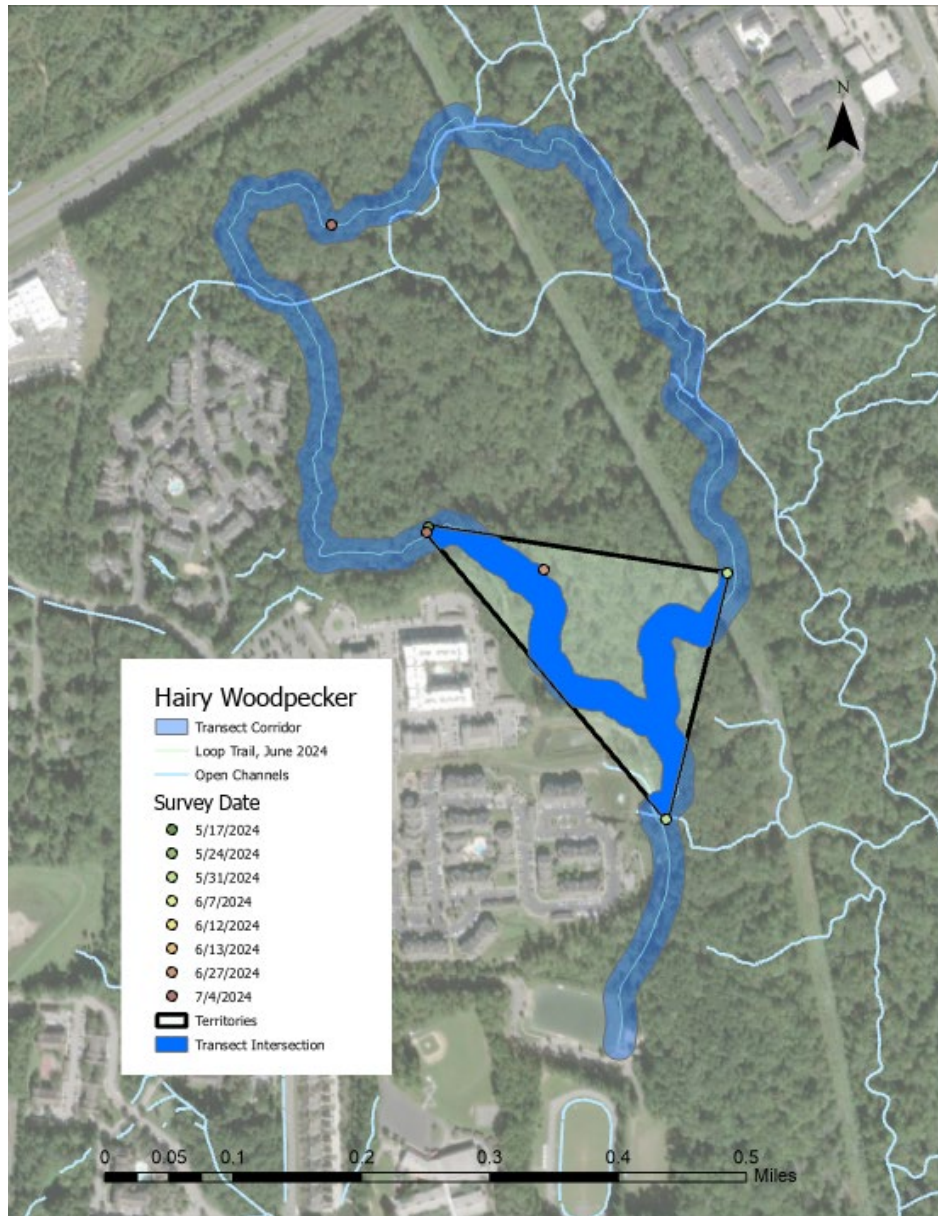 N
Hairy Woodpecker
Transect Corridor
Loop Trail, June 2024
Open Channels
Survey Date
5/17/2024
5/24/2024
5/31/2024
6/7/2024
6/12/2024
6/13/2024
6/27/2024
7/4/2024
Territories
Transect Intersection
0 0.05 0.1 0.2 0.3 0.4 0.5
Miles